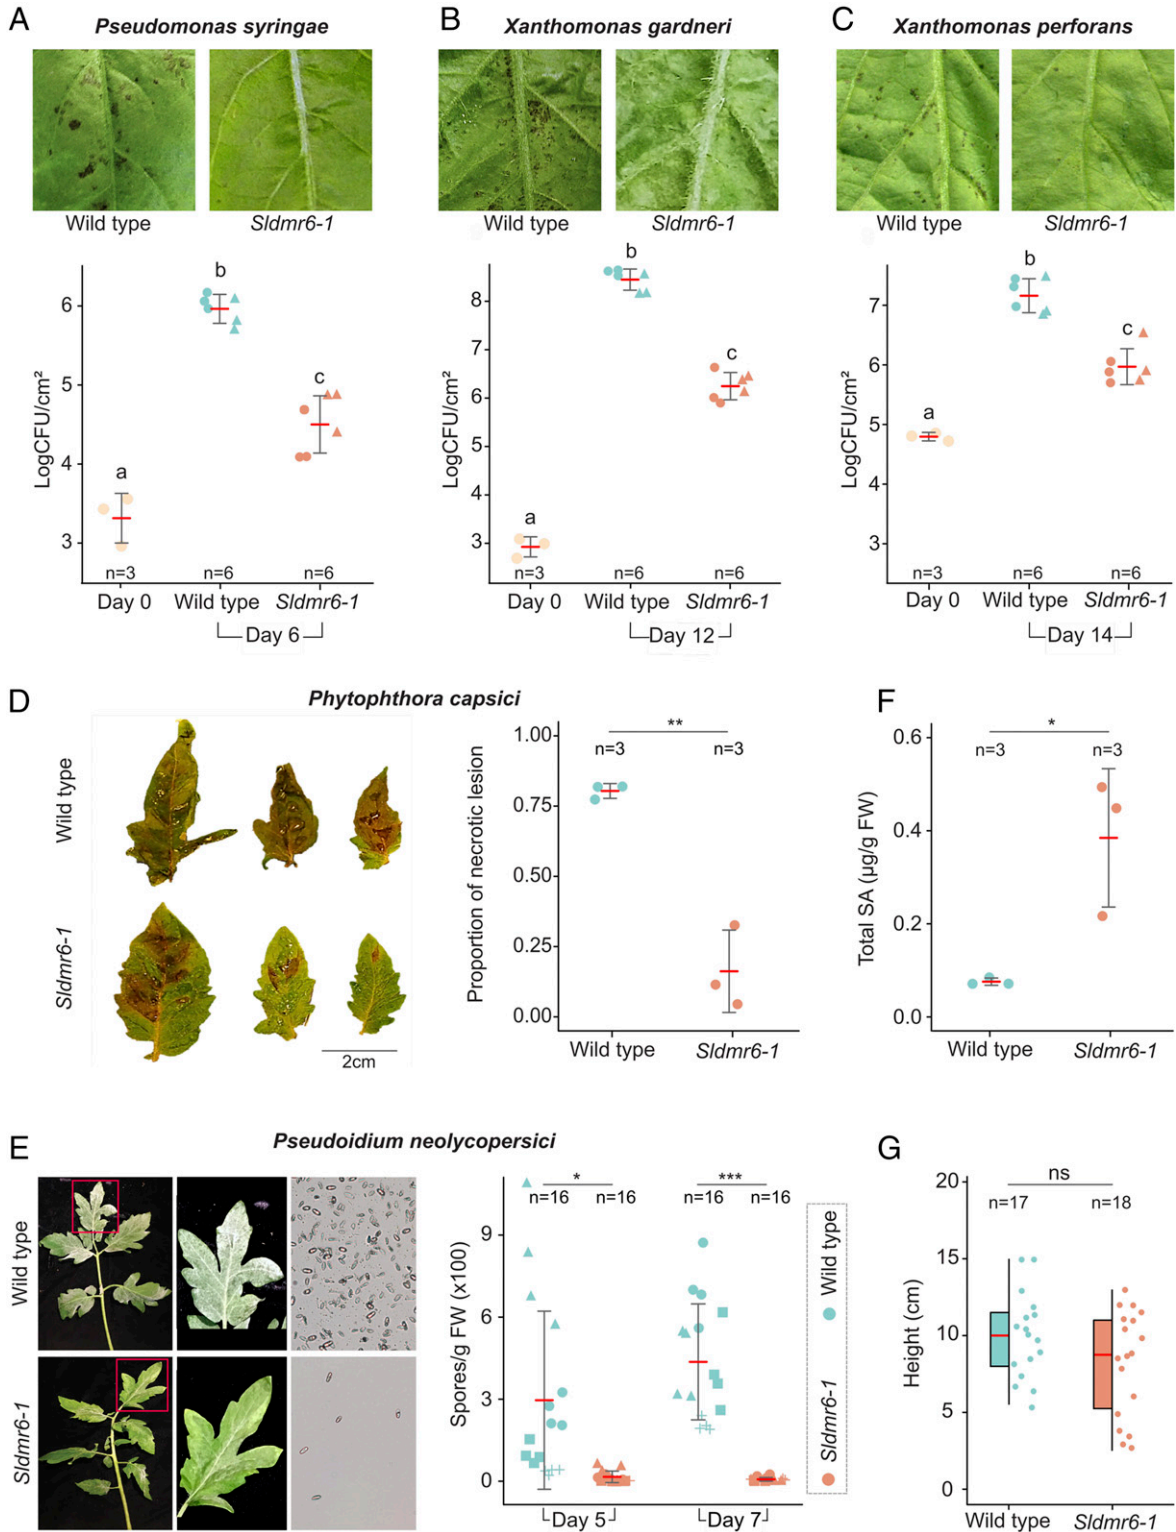 A
Pseudomonas syringae
Wild type
Sldmr6-1
LogCFU/cm²
6
5
4
3
a
b
c
n=3
n=6
n=6
Day 0
Wild type
Sldmr6-1
Day 6
B
Xanthomonas gardneri
Wild type
Sldmr6-1
LogCFU/cm²
8
7
6
5
4
3
a
b
c
n=3
n=6
n=6
Day 0
Wild type
Sldmr6-1
Day 12
C
Xanthomonas perforans
Wild type
Sldmr6-1
LogCFU/cm²
7
6
5
4
3
a
b
c
n=3
n=6
n=6
Day 0
Wild type
Sldmr6-1
Day 14
D
Phytophthora capsici
Wild type
Sldmr6-1
2cm
Proportion of necrotic lesion
1.00
0.75
0.50
0.25
0.00
**
n=3
n=3
Wild type
Sldmr6-1
F
Total SA (µg/g FW)
0.6
0.4
0.2
0.0
*
n=3
n=3
Wild type
Sldmr6-1
E
Pseudoidium neolycopersici
Wild type
Sldmr6-1
Spores/g FW (x100)
9
6
3
0
*
n=16
n=16
***
n=16
n=16
Day 5
Day 7
Wild type
Sldmr6-1
G
Height (cm)
20
15
10
5
0
ns
n=17
n=18
Wild type
Sldmr6-1